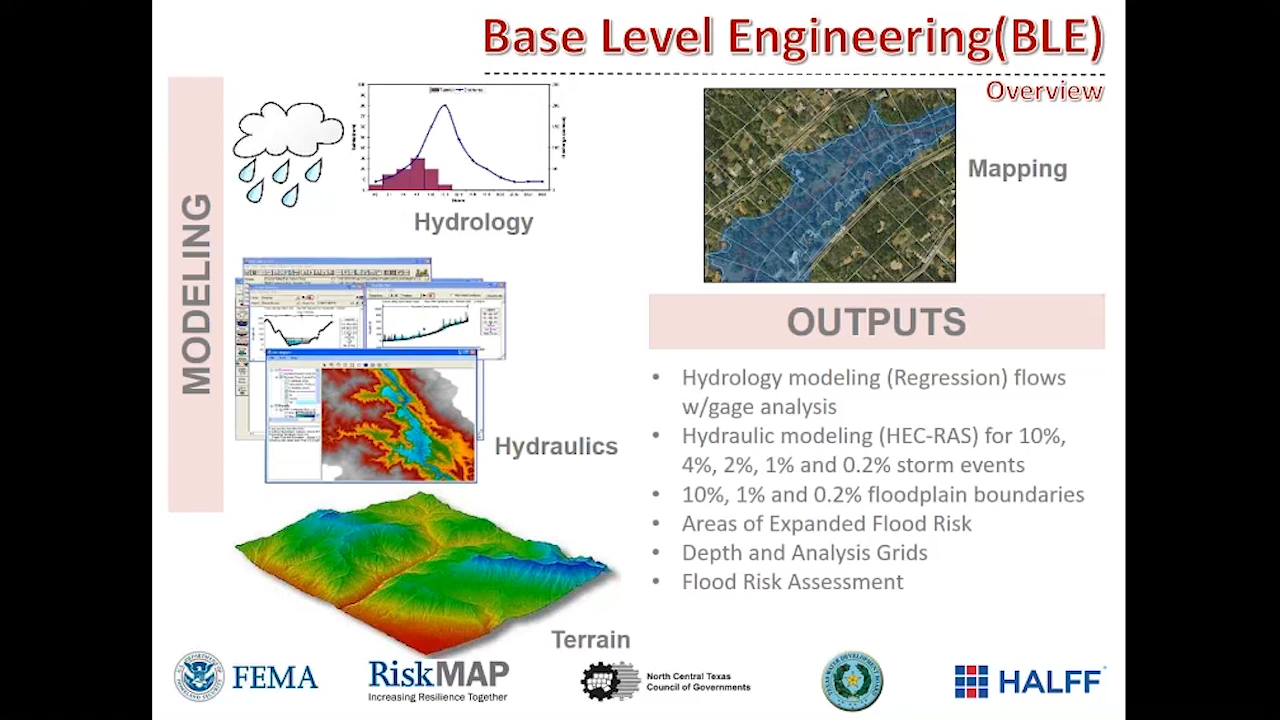 Base Level Engineering(BLE)
Overview
MODELING
Hydrology
Hydraulics
Terrain
Mapping
OUTPUTS
• Hydrology modeling (Regression) flows
w/gage analysis
• Hydraulic modeling (HEC-RAS) for 10%,
4%, 2%, 1% and 0.2% storm events
• 10%, 1% and 0.2% floodplain boundaries
• Areas of Expanded Flood Risk
• Depth and Analysis Grids
• Flood Risk Assessment
FEMA
RiskMAP
Increasing Resilience Together
North Central Texas
Council of Governments
HALFF